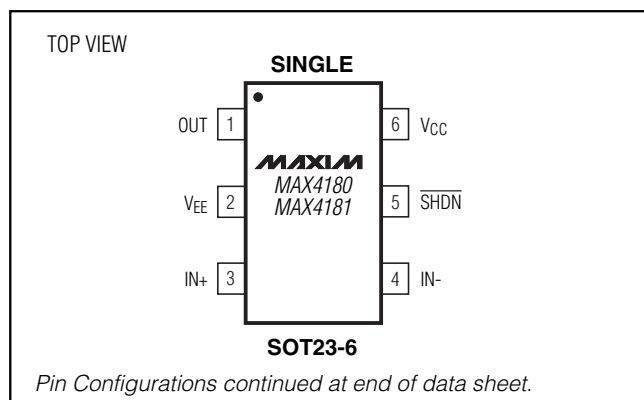 TOP VIEW
SINGLE
OUT 1
6 VCC
MAXIM
MAX4180
MAX4181
VEE 2
5 SHDN
IN+ 3
4 IN-
SOT23-6
Pin Configurations continued at end of data sheet.